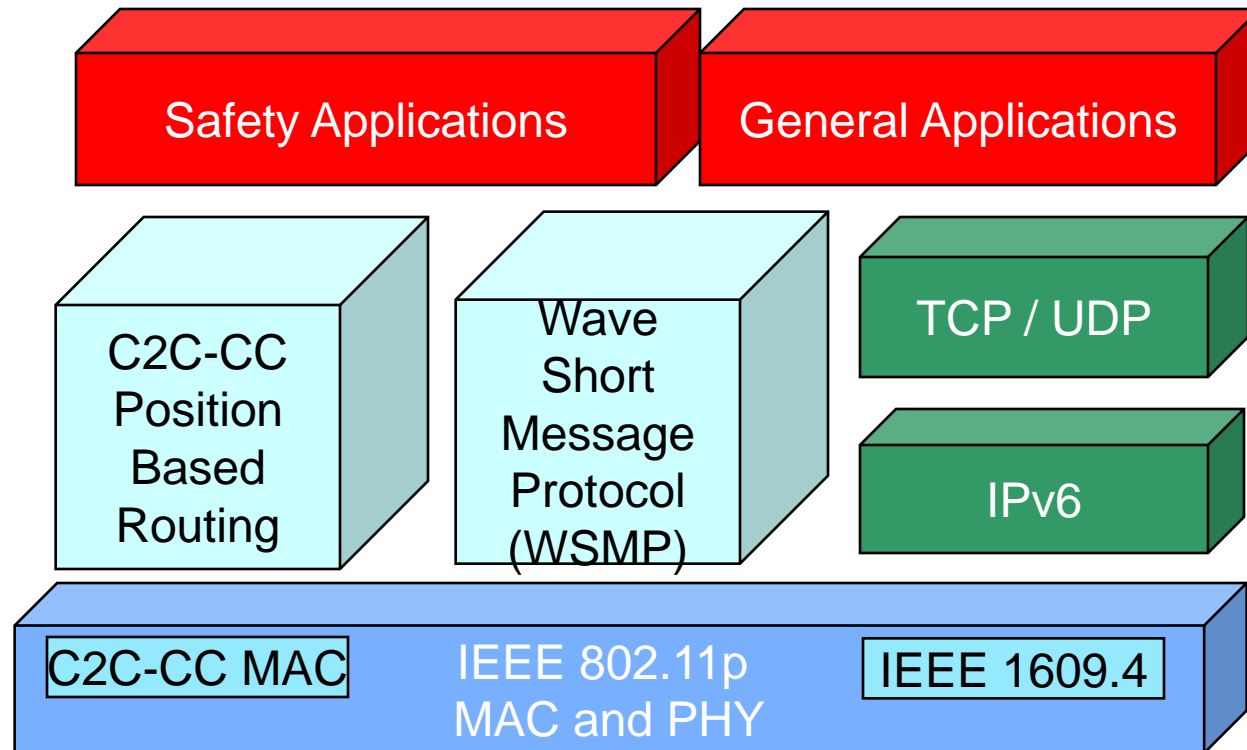 Safety Applications
General Applications
C2C-CC
Position
Based
Routing
Wave
Short
Message
Protocol
(WSMP)
TCP / UDP
IPv6
C2C-CC MAC
IEEE 802.11p
MAC and PHY
IEEE 1609.4